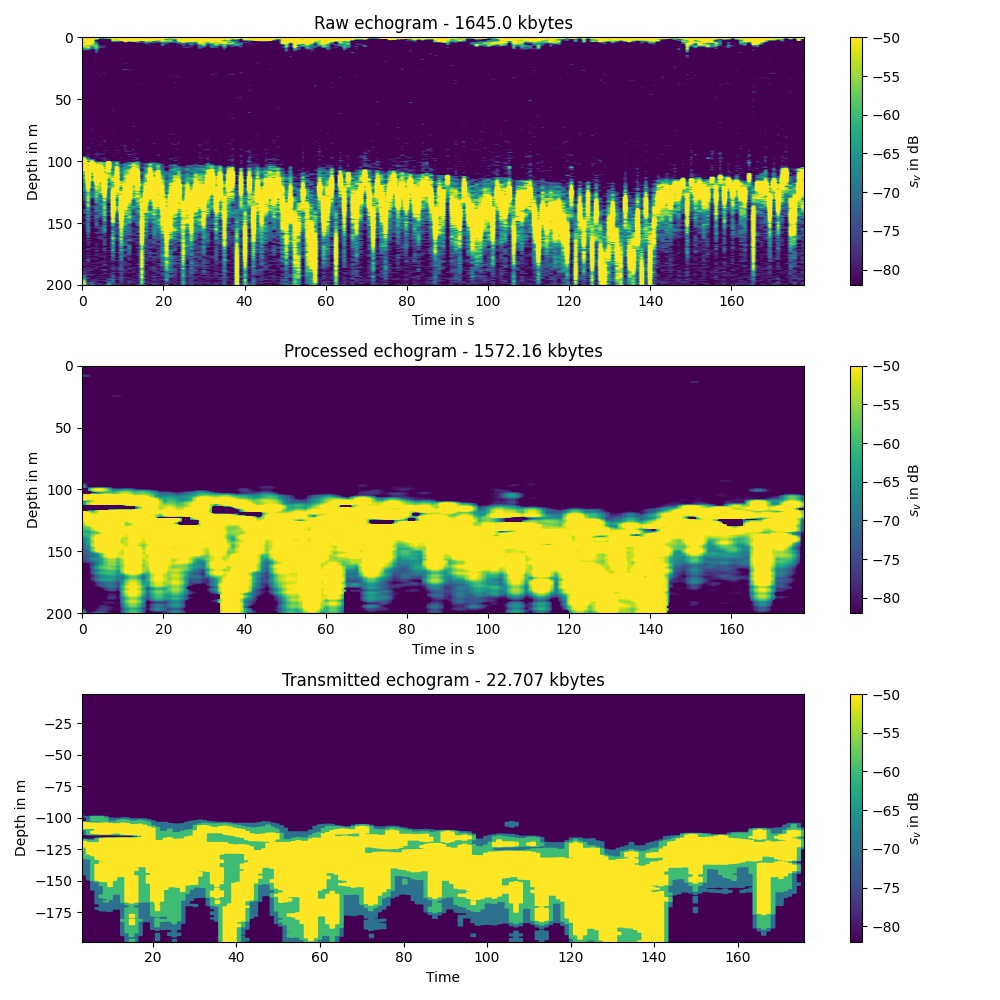 Raw echogram - 1645.0 kbytes
0
50
100
150
200
Depth in m
0 20 40 60 80 100 120 140 160
Time in s
−50
−55
−60
−65
−70
−75
−80
sv in dB
Processed echogram - 1572.16 kbytes
0
50
100
150
200
Depth in m
0 20 40 60 80 100 120 140 160
Time in s
−50
−55
−60
−65
−70
−75
−80
sv in dB
Transmitted echogram - 22.707 kbytes
−25
−50
−75
−100
−125
−150
−175
Depth in m
20 40 60 80 100 120 140 160
Time
−50
−55
−60
−65
−70
−75
−80
sv in dB